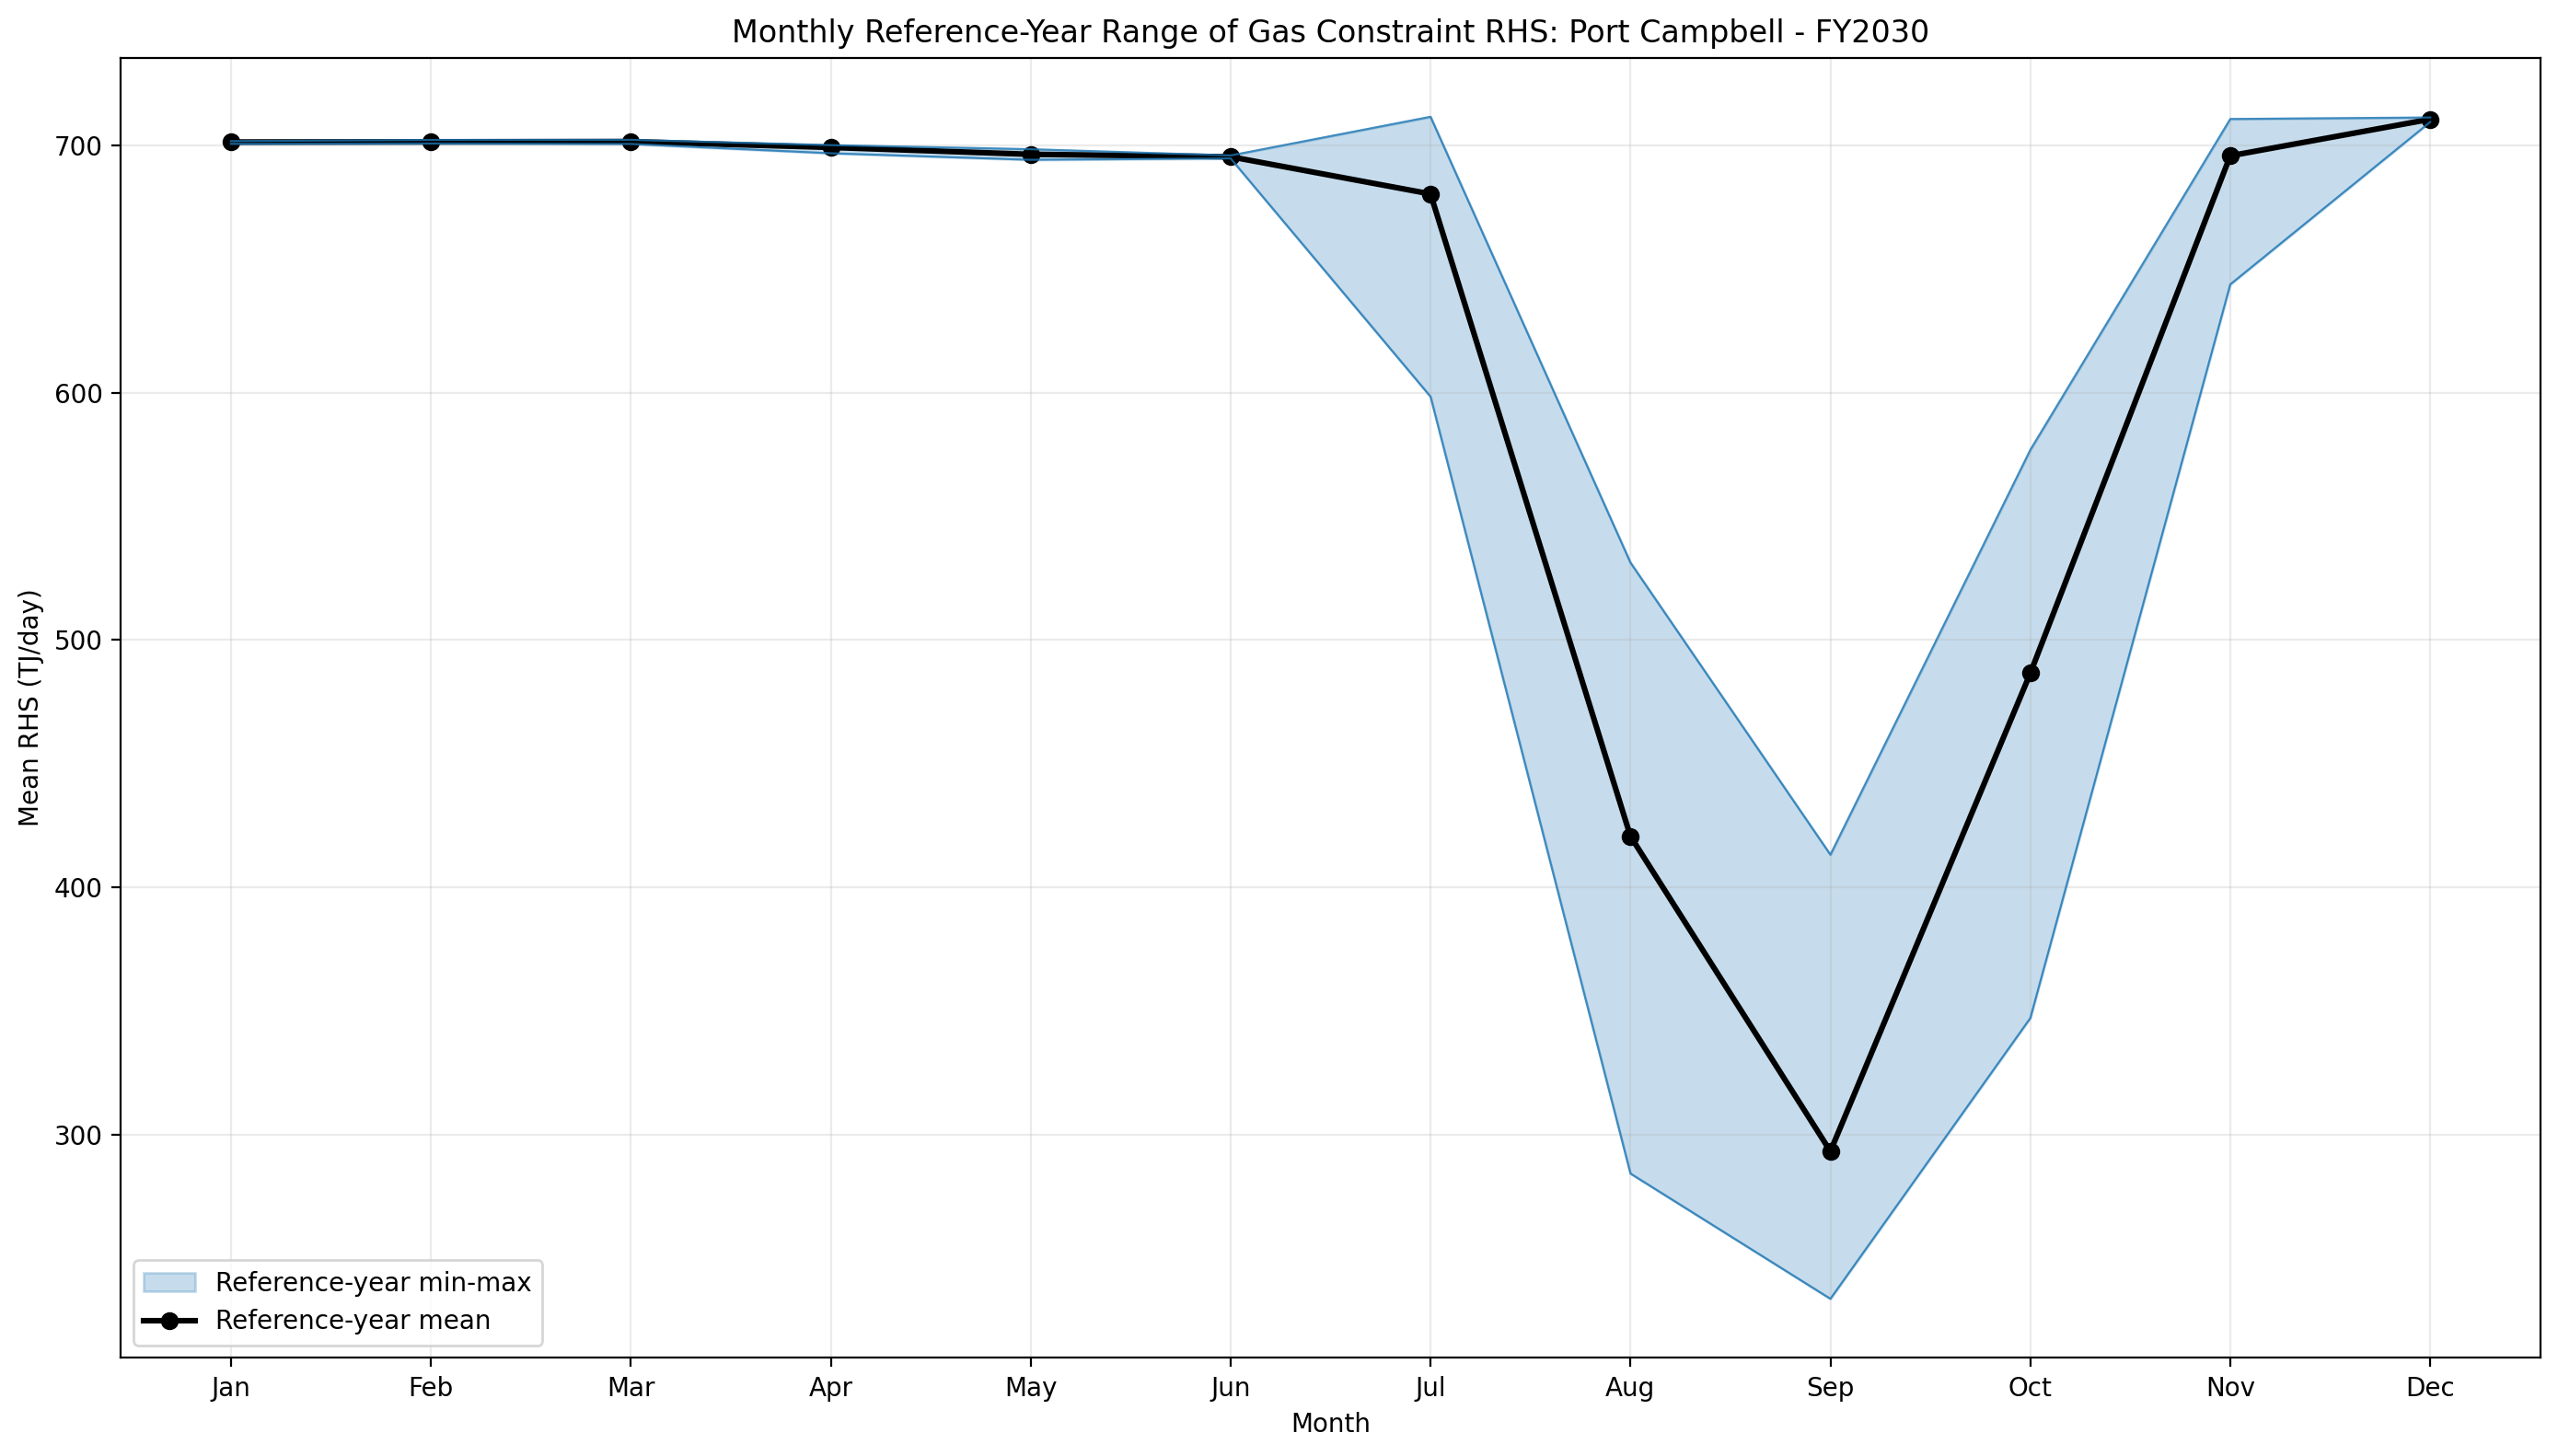 Monthly Reference-Year Range of Gas Constraint RHS: Port Campbell - FY2030
Mean RHS (TJ/day)
700
600
500
400
300
Reference-year min-max
Reference-year mean
Jan Feb Mar Apr May Jun Jul Aug Sep Oct Nov Dec
Month